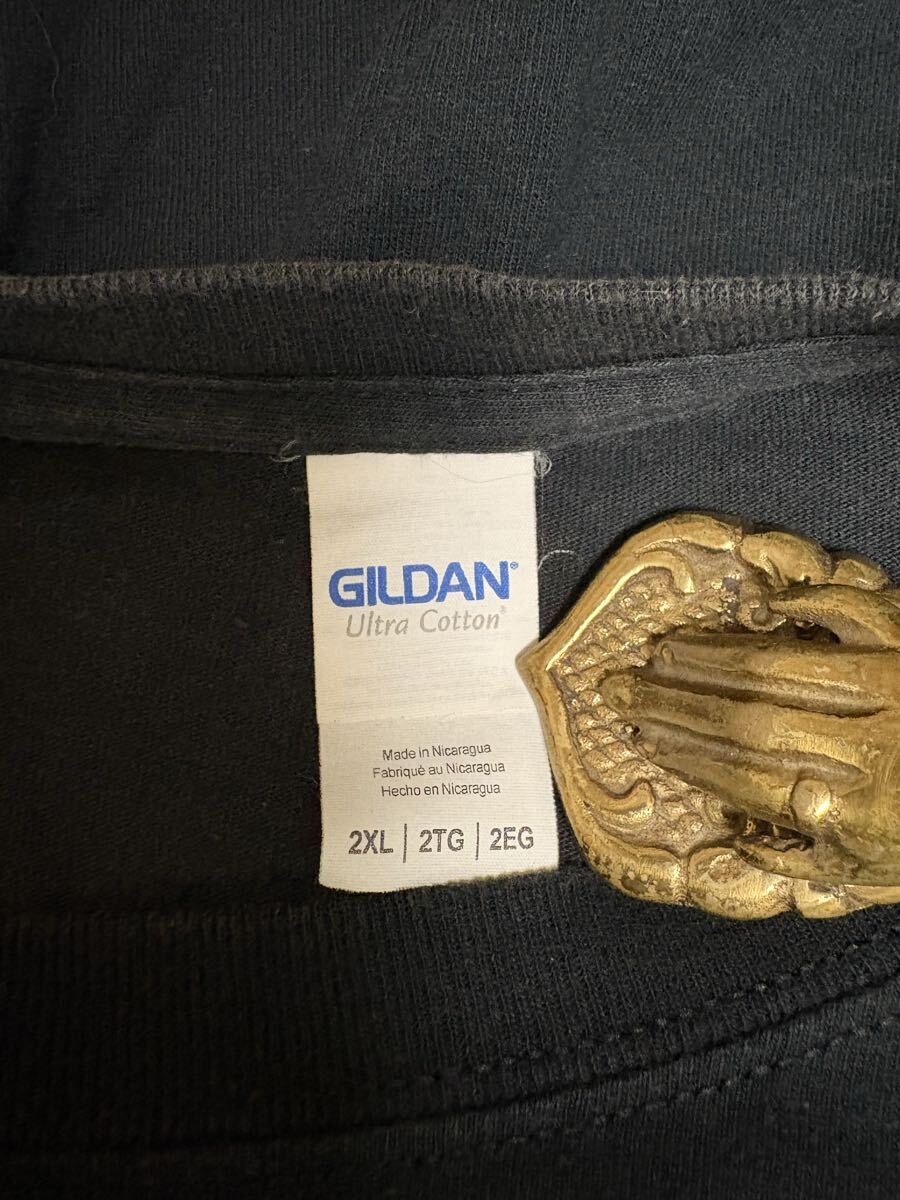 GILDAN®
Ultra Cotton®
Made in Nicaragua
Fabriqué au Nicaragua
Hecho en Nicaragua
2XL | 2TG | 2EG